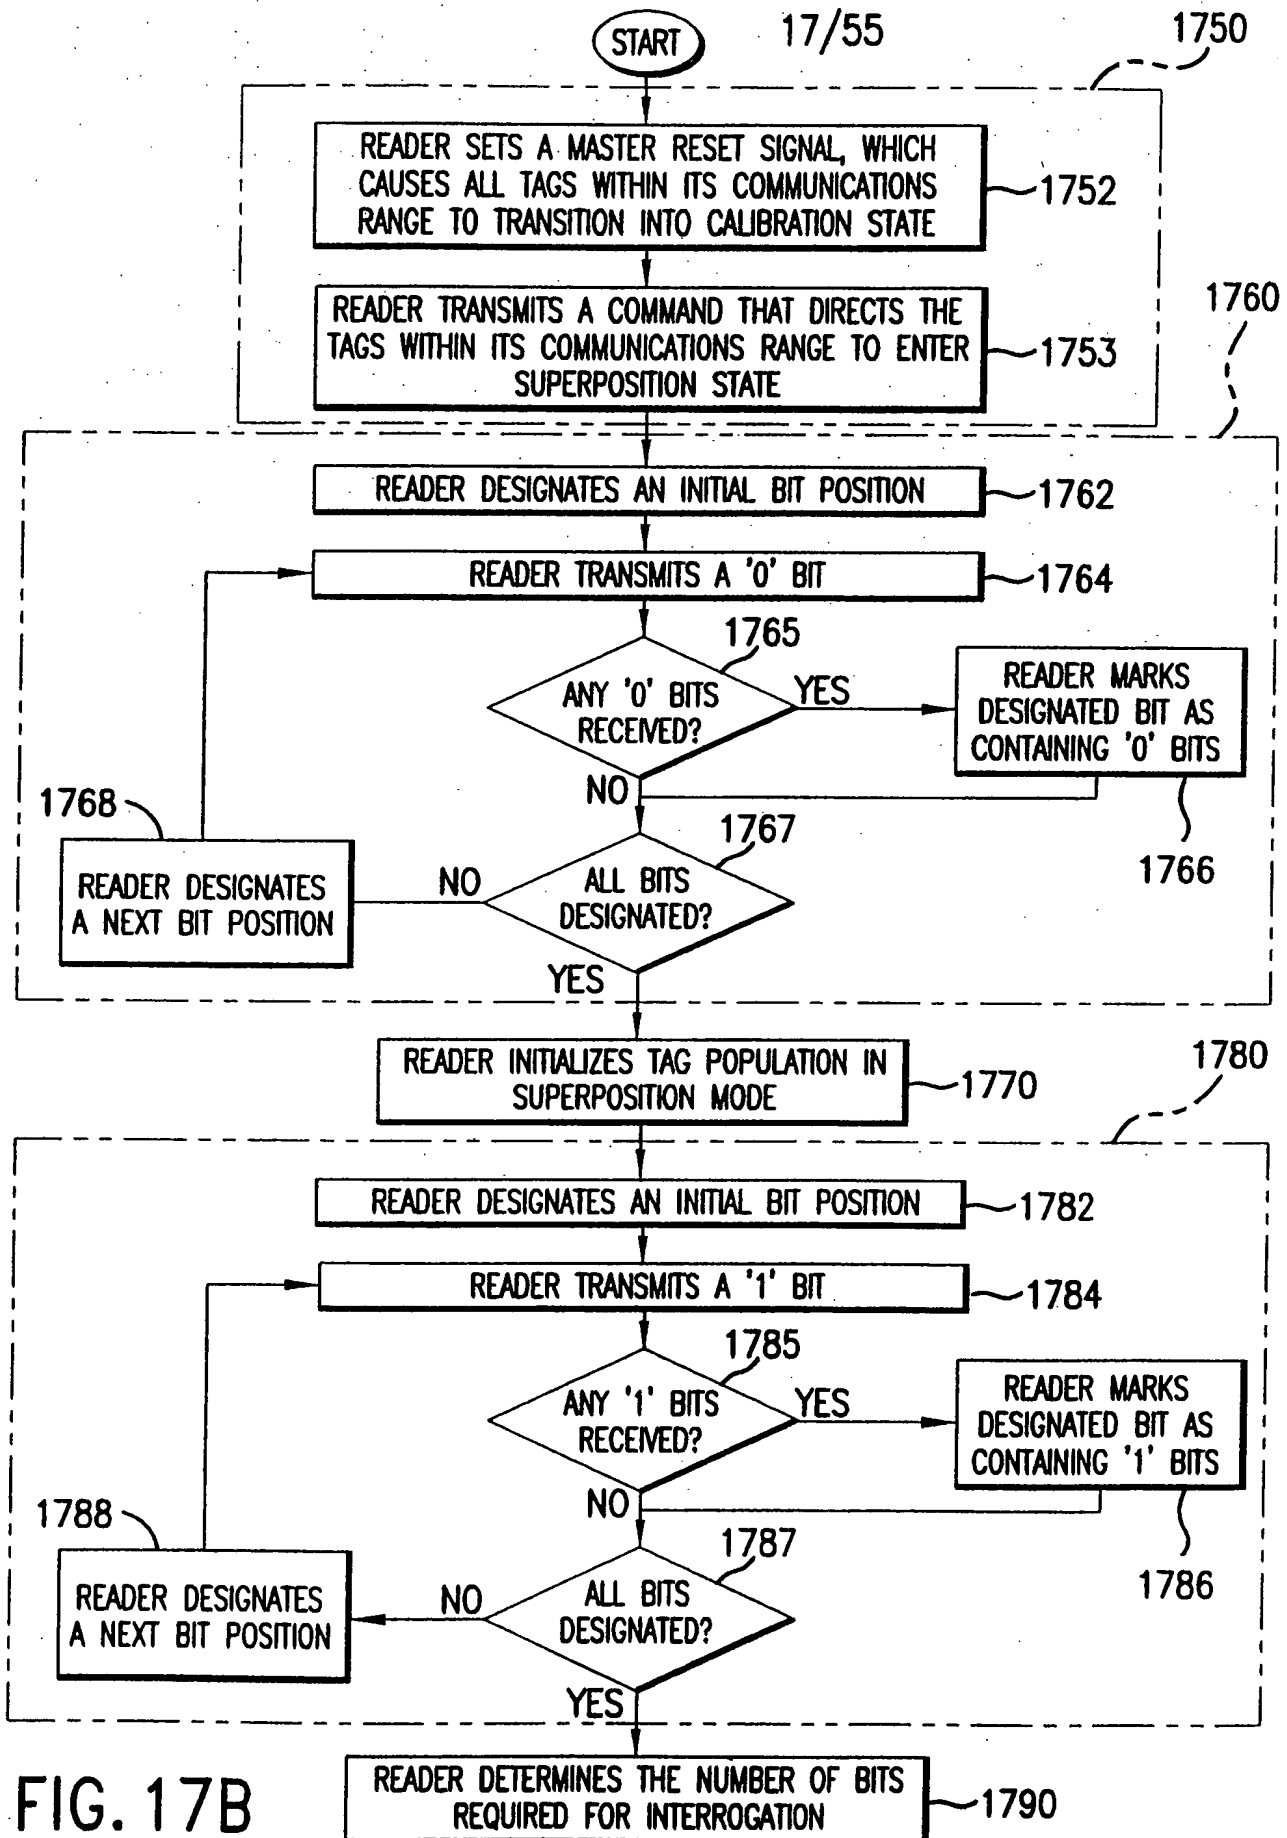 START
17/55
1750
READER SETS A MASTER RESET SIGNAL, WHICH
CAUSES ALL TAGS WITHIN ITS COMMUNICATIONS
RANGE TO TRANSITION INTO CALIBRATION STATE
1752
READER TRANSMITS A COMMAND THAT DIRECTS THE
TAGS WITHIN ITS COMMUNICATIONS RANGE TO ENTER
SUPERPOSITION STATE
1753
1760
READER DESIGNATES AN INITIAL BIT POSITION
1762
READER TRANSMITS A '0' BIT
1764
1765
ANY '0' BITS
RECEIVED?
YES
READER MARKS
DESIGNATED BIT AS
CONTAINING '0' BITS
1766
NO
1767
ALL BITS
DESIGNATED?
NO
1768
READER DESIGNATES
A NEXT BIT POSITION
YES
READER INITIALIZES TAG POPULATION IN
SUPERPOSITION MODE
1770
1780
READER DESIGNATES AN INITIAL BIT POSITION
1782
READER TRANSMITS A '1' BIT
1784
1785
ANY '1' BITS
RECEIVED?
YES
READER MARKS
DESIGNATED BIT AS
CONTAINING '1' BITS
1786
NO
1787
ALL BITS
DESIGNATED?
NO
1788
READER DESIGNATES
A NEXT BIT POSITION
YES
READER DETERMINES THE NUMBER OF BITS
REQUIRED FOR INTERROGATION
1790
FIG. 17B